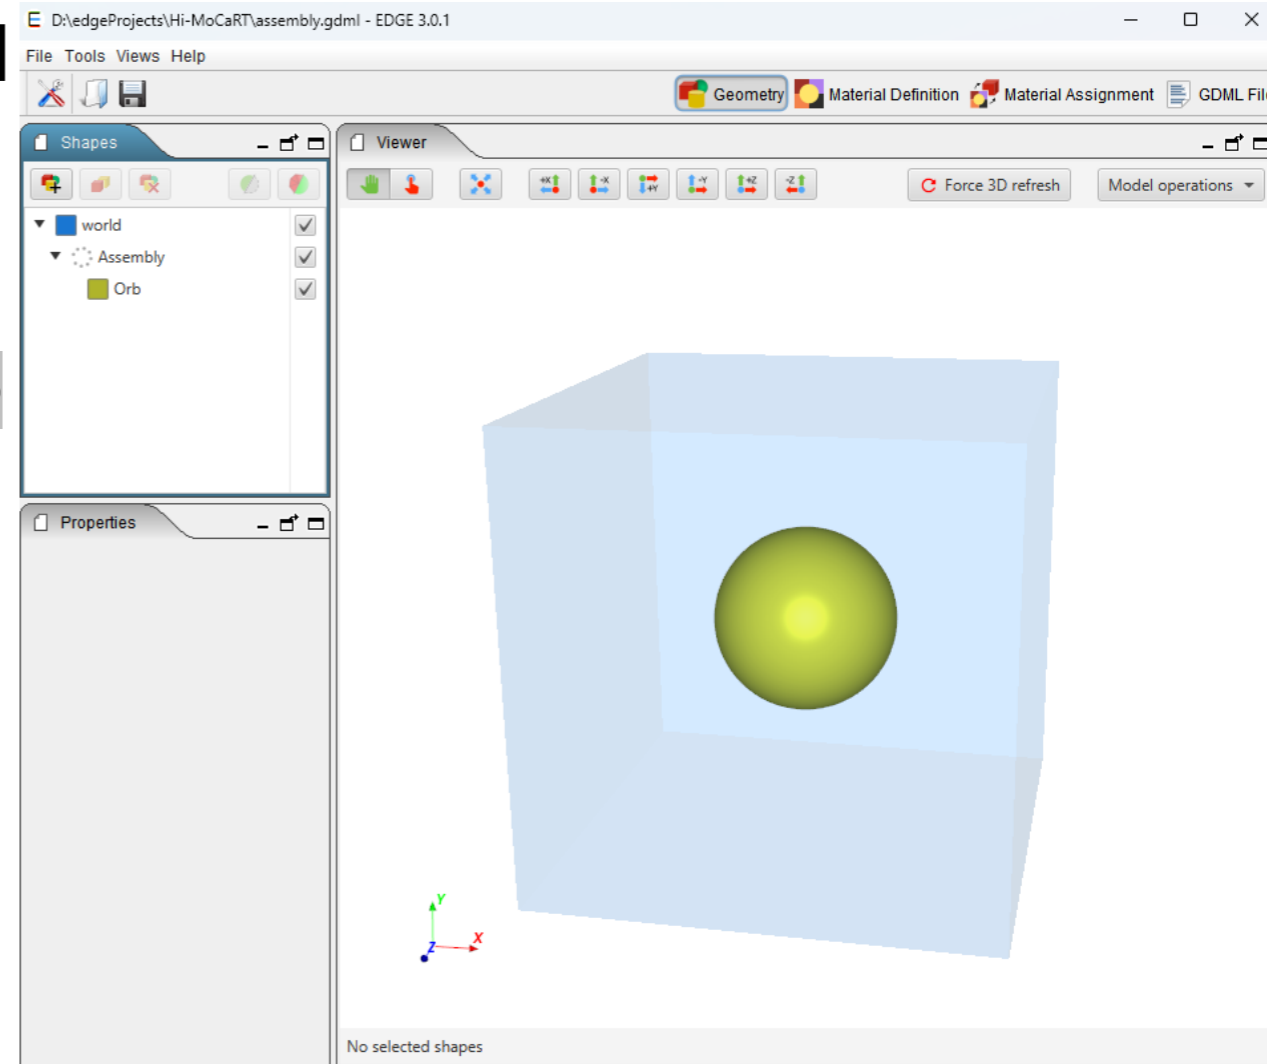 D:\edgeProjects\Hi-MoCaRT\assembly.gdml - EDGE 3.0.1
File Tools Views Help
Geometry Material Definition Material Assignment GDML File
Shapes
Viewer
+X -X +Y -Y +Z -Z
Force 3D refresh
Model operations
world
Assembly
Orb
Properties
Y
X
Z
No selected shapes